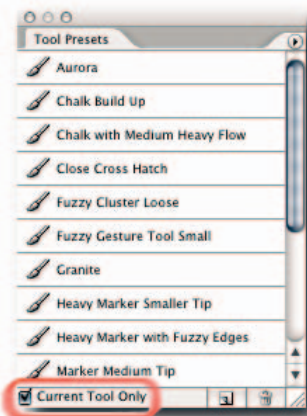 Tool Presets
Aurora
Chalk Build Up
Chalk with Medium Heavy Flow
Close Cross Hatch
Fuzzy Cluster Loose
Fuzzy Gesture Tool Small
Granite
Heavy Marker Smaller Tip
Heavy Marker with Fuzzy Edges
Marker Medium Tip
Current Tool Only